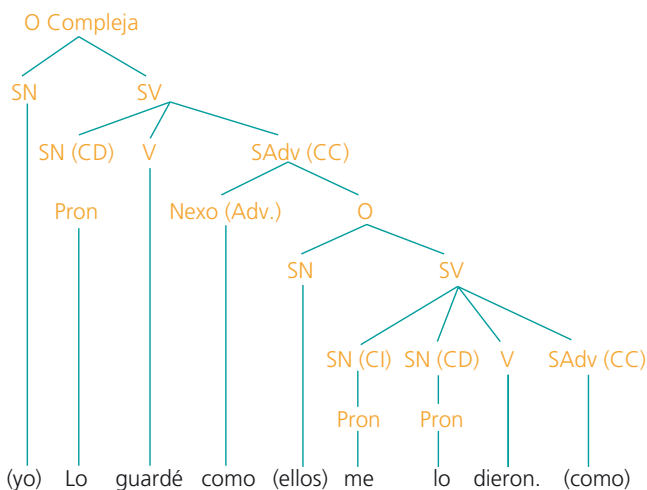 O Compleja
SN SV
SN (CD) V SAdv (CC)
Pron Nexo (Adv.) O
SN SV
SN (CI) SN (CD) V SAdv (CC)
Pron Pron
(yo) Lo guardé como (ellos) me lo dieron. (como)